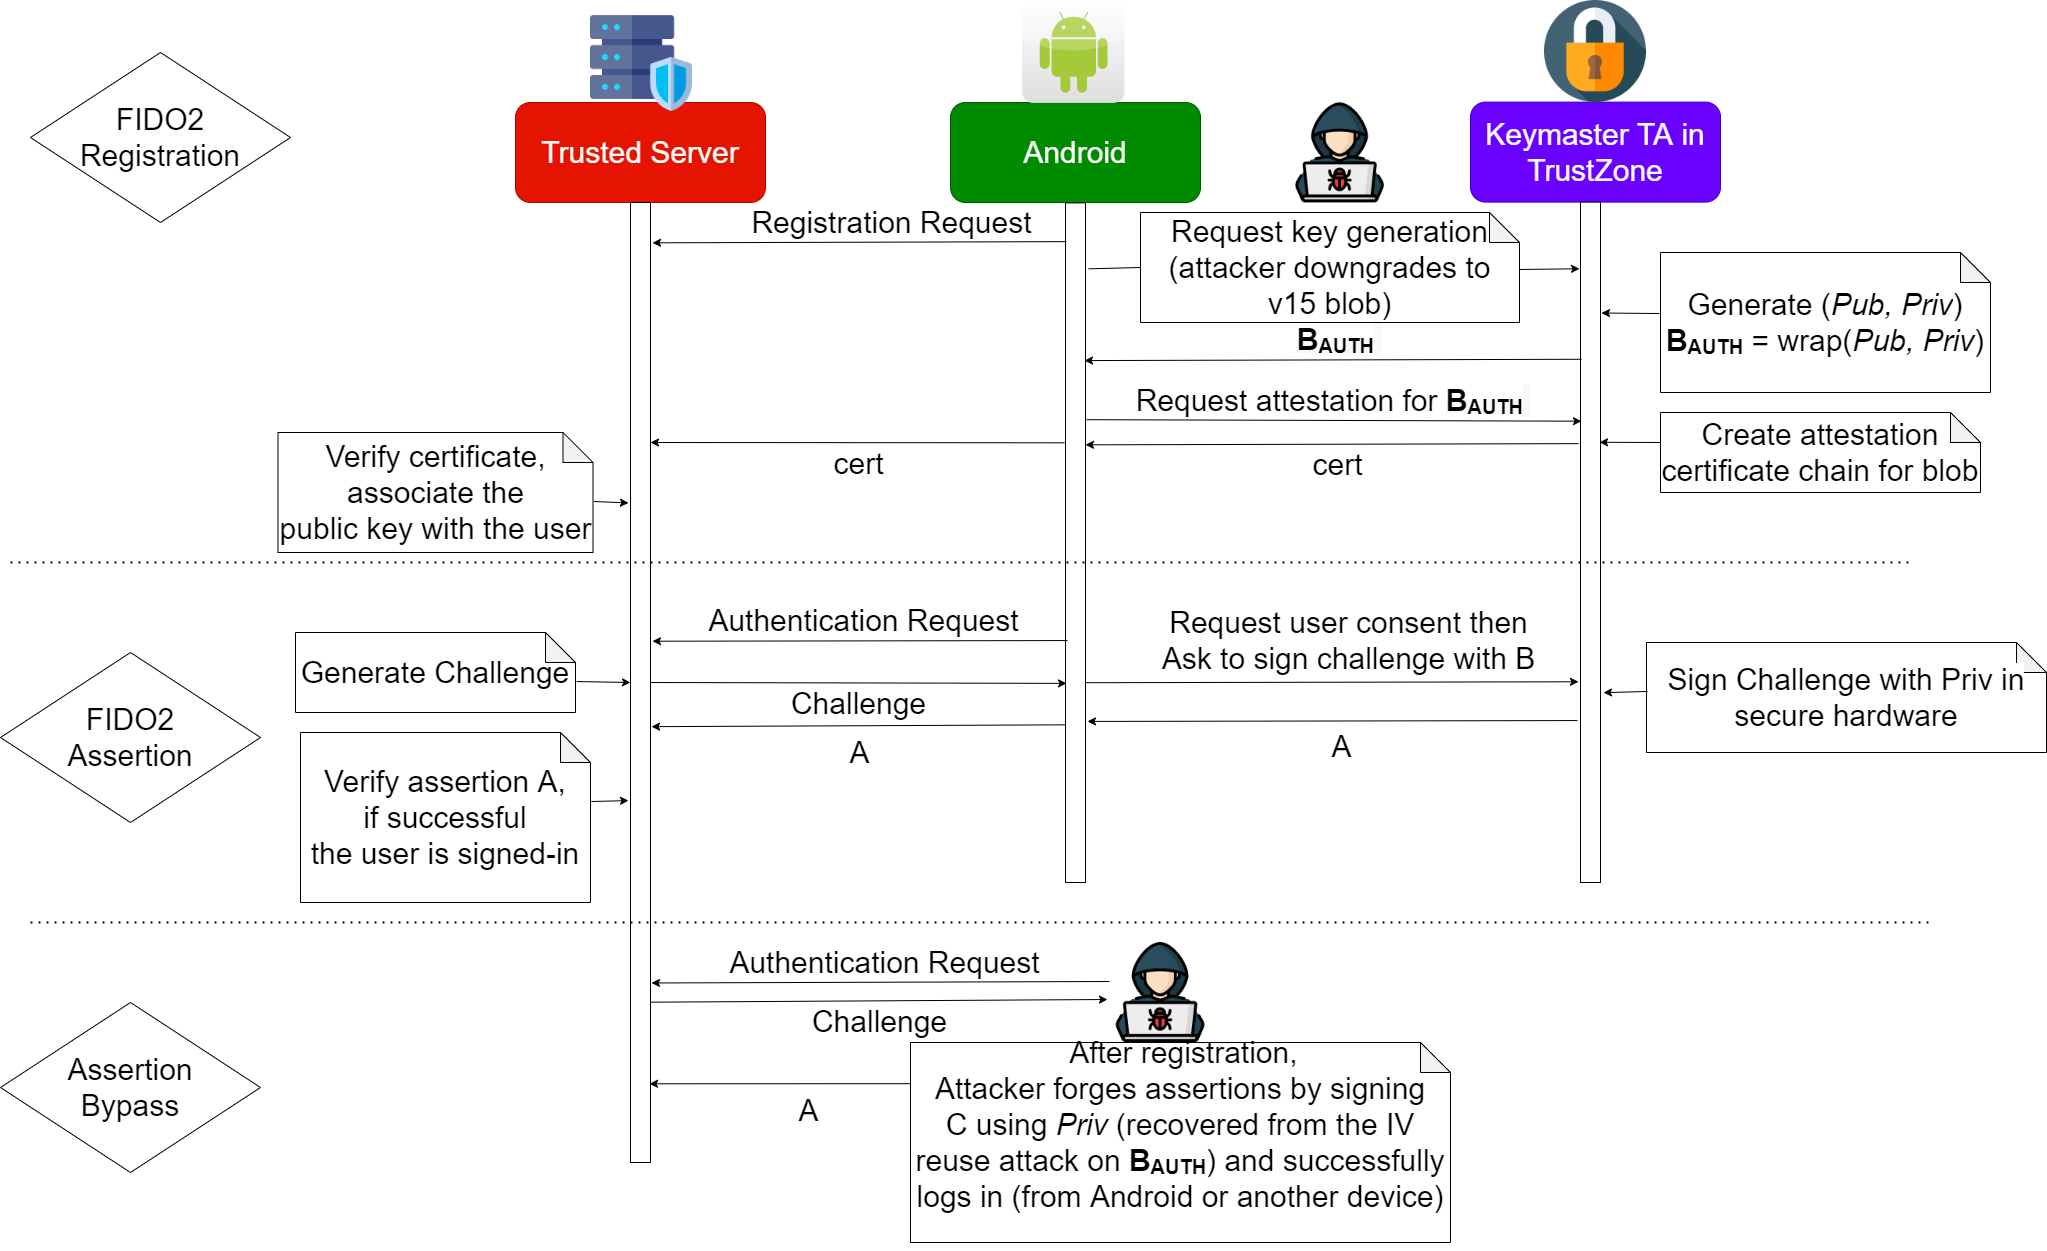 FIDO2
Registration
Trusted Server
Android
Keymaster TA in
TrustZone
Registration Request
Request key generation
(attacker downgrades to
v15 blob)
Generate (Pub, Priv)
BAUTH = wrap(Pub, Priv)
BAUTH
Request attestation for BAUTH
Create attestation
certificate chain for blob
cert
cert
Verify certificate,
associate the
public key with the user
FIDO2
Assertion
Authentication Request
Request user consent then
Ask to sign challenge with B
Generate Challenge
Sign Challenge with Priv in
secure hardware
Challenge
A
A
Verify assertion A,
if successful
the user is signed-in
Assertion
Bypass
Authentication Request
Challenge
A
After registration,
Attacker forges assertions by signing
C using Priv (recovered from the IV
reuse attack on BAUTH) and successfully
logs in (from Android or another device)